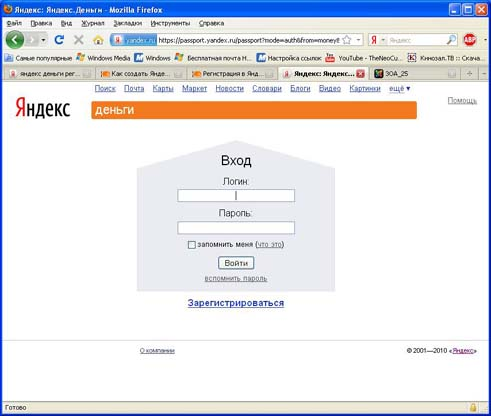 Яндекс: Яндекс.Деньги - Mozilla Firefox
Файл Правка Вид Журнал Закладки Инструменты Справка
yandex.ru https://passport.yandex.ru/passport?mode=auth&from=money& Яндекс ABP
Самые популярные Windows Media Windows Бесплатная почта H... Настройка ссылок YouTube - TheNeoCu... Кинозал.ТВ :: Скача...
яндекс деньги рег... Как создать Янде... Регистрация в Янд... Яндекс: Яндекс... ЗОА_25
Поиск Почта Карты Маркет Новости Словари Блоги Видео Картинки ещё ▼
Яндекс деньги Помощь
Вход
Логин:
Пароль:
запомнить меня (что это)
Войти
вспомнить пароль
Зарегистрироваться
О компании © 2001—2010 «Яндекс»
Готово